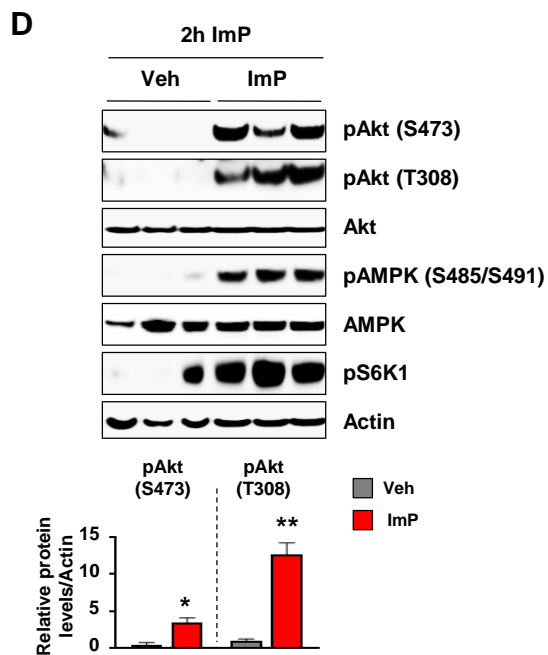 D
2h ImP
Veh ImP
pAkt (S473)
pAkt (T308)
Akt
pAMPK (S485/S491)
AMPK
pS6K1
Actin
pAkt
(S473)
pAkt
(T308)
Veh
ImP
Relative protein
levels/Actin
15
10
5
0
*
**